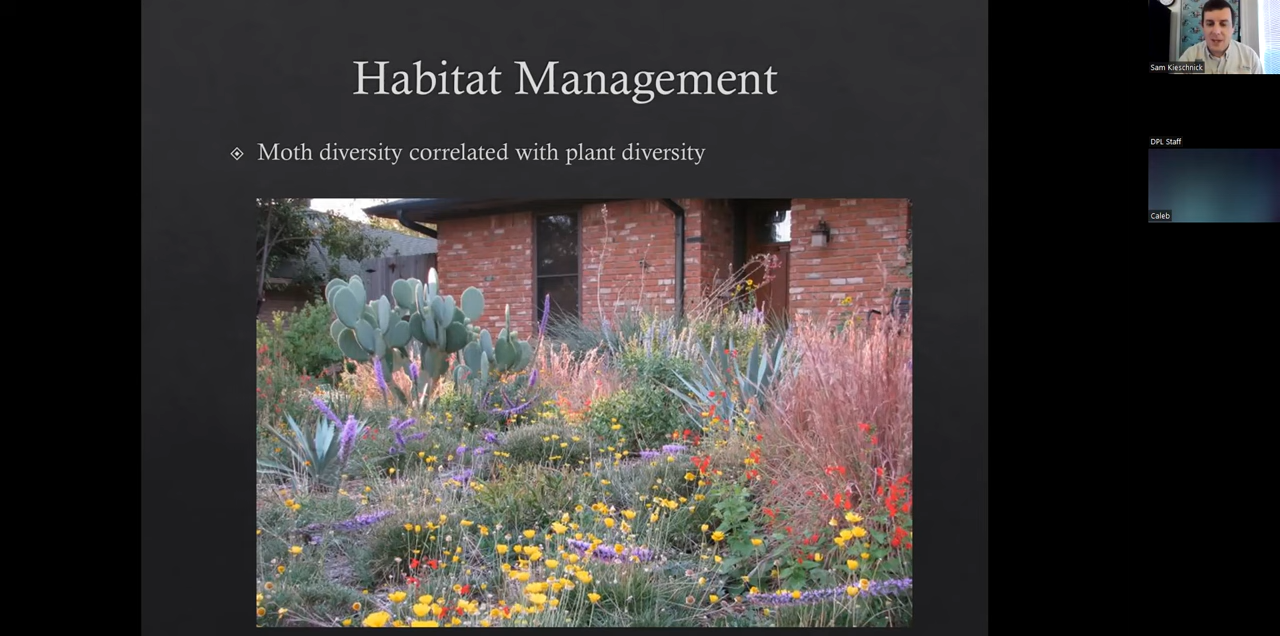 Habitat Management
Moth diversity correlated with plant diversity
Sam Kieschnick
DPL Staff
Caleb